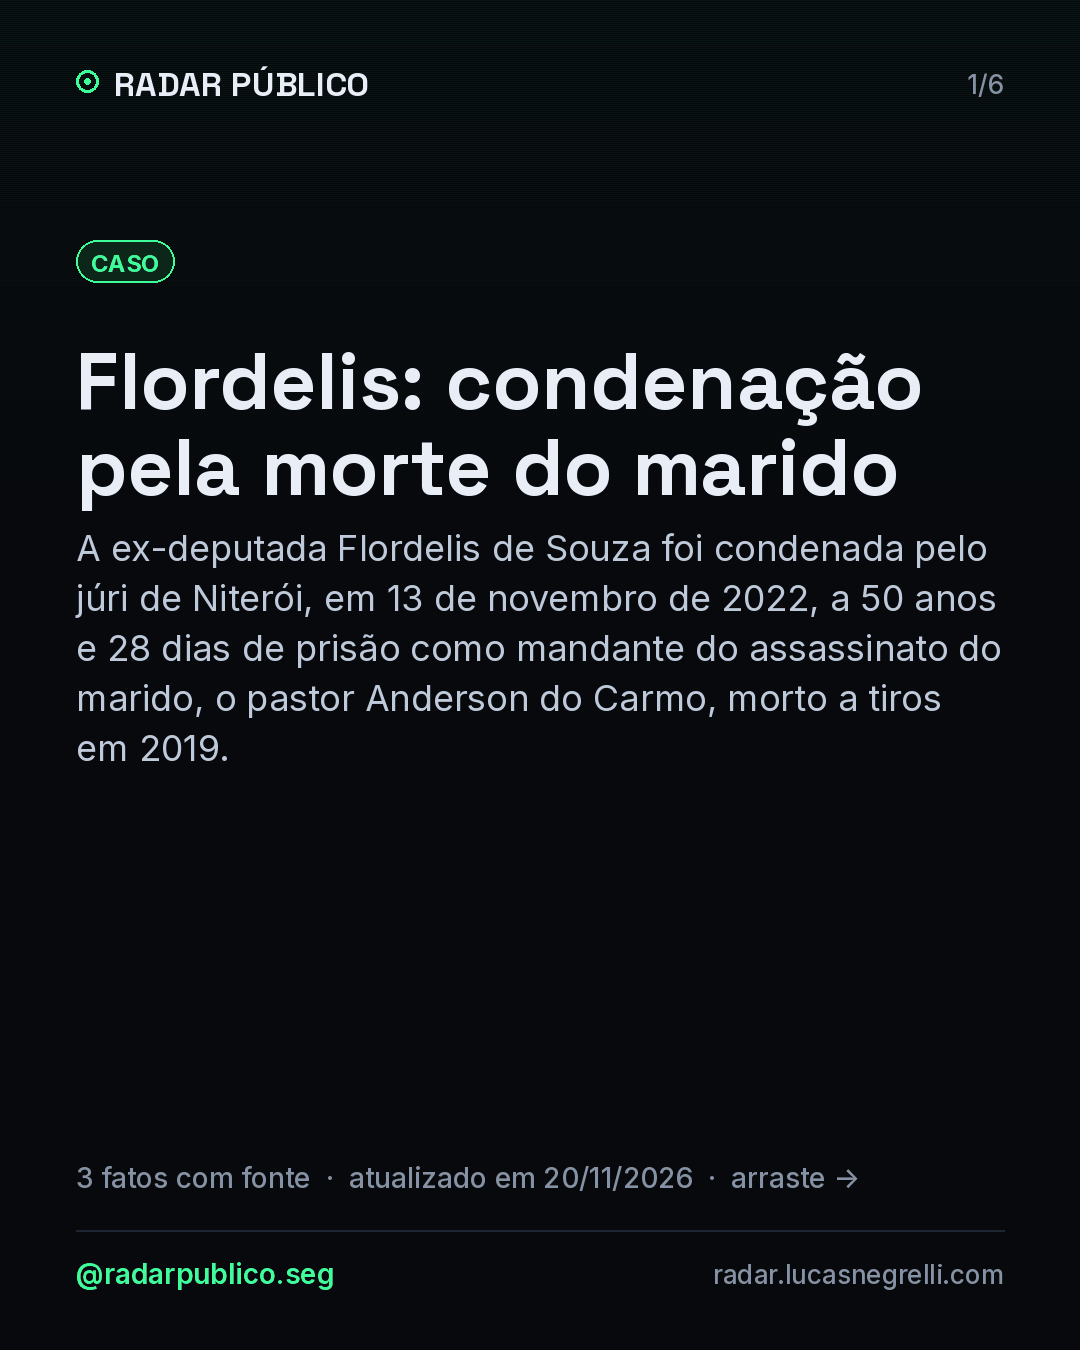 RADAR PÚBLICO
1/6
CASO
Flordelis: condenação
pela morte do marido
A ex-deputada Flordelis de Souza foi condenada pelo
júri de Niterói, em 13 de novembro de 2022, a 50 anos
e 28 dias de prisão como mandante do assassinato do
marido, o pastor Anderson do Carmo, morto a tiros
em 2019.
3 fatos com fonte · atualizado em 20/11/2026 · arraste →
@radarpublico.seg
radar.lucasnegrelli.com